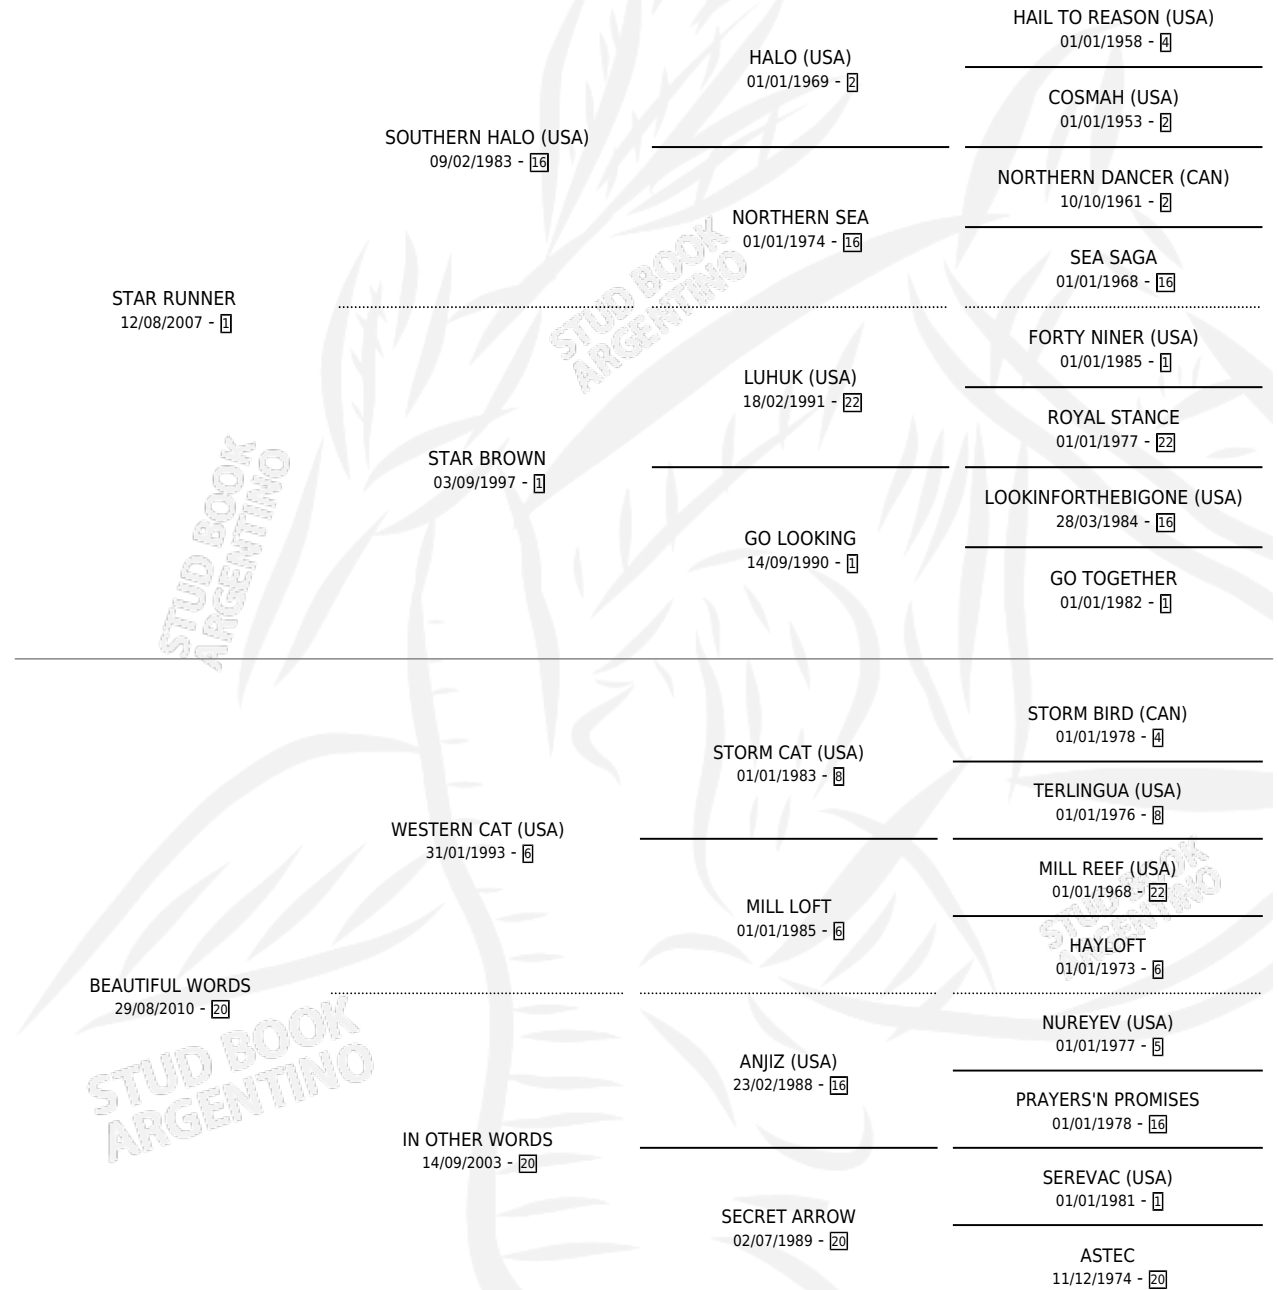 HAIL TO REASON (USA)
01/01/1958 - 4
HALO (USA)
01/01/1969 - 2
COSMAH (USA)
01/01/1953 - 2
SOUTHERN HALO (USA)
09/02/1983 - 16
NORTHERN DANCER (CAN)
10/10/1961 - 2
NORTHERN SEA
01/01/1974 - 16
SEA SAGA
01/01/1968 - 16
STAR RUNNER
12/08/2007 - 1
FORTY NINER (USA)
01/01/1985 - 1
LUHUK (USA)
18/02/1991 - 22
ROYAL STANCE
01/01/1977 - 22
STAR BROWN
03/09/1997 - 1
LOOKINFORTHEBIGONE (USA)
28/03/1984 - 16
GO LOOKING
14/09/1990 - 1
GO TOGETHER
01/01/1982 - 1
STUD BOOK
ARGENTINO
STUD BOOK
ARGENTINO
STORM BIRD (CAN)
01/01/1978 - 4
STORM CAT (USA)
01/01/1983 - 8
TERLINGUA (USA)
01/01/1976 - 8
WESTERN CAT (USA)
31/01/1993 - 6
MILL REEF (USA)
01/01/1968 - 22
MILL LOFT
01/01/1985 - 6
HAYLOFT
01/01/1973 - 6
BEAUTIFUL WORDS
29/08/2010 - 20
NUREYEV (USA)
01/01/1977 - 5
ANJIZ (USA)
23/02/1988 - 16
PRAYERS'N PROMISES
01/01/1978 - 16
IN OTHER WORDS
14/09/2003 - 20
SEREVAC (USA)
01/01/1981 - 1
SECRET ARROW
02/07/1989 - 20
ASTEC
11/12/1974 - 20
STUD BOOK
ARGENTINO
STUD BOOK
ARGENTINO